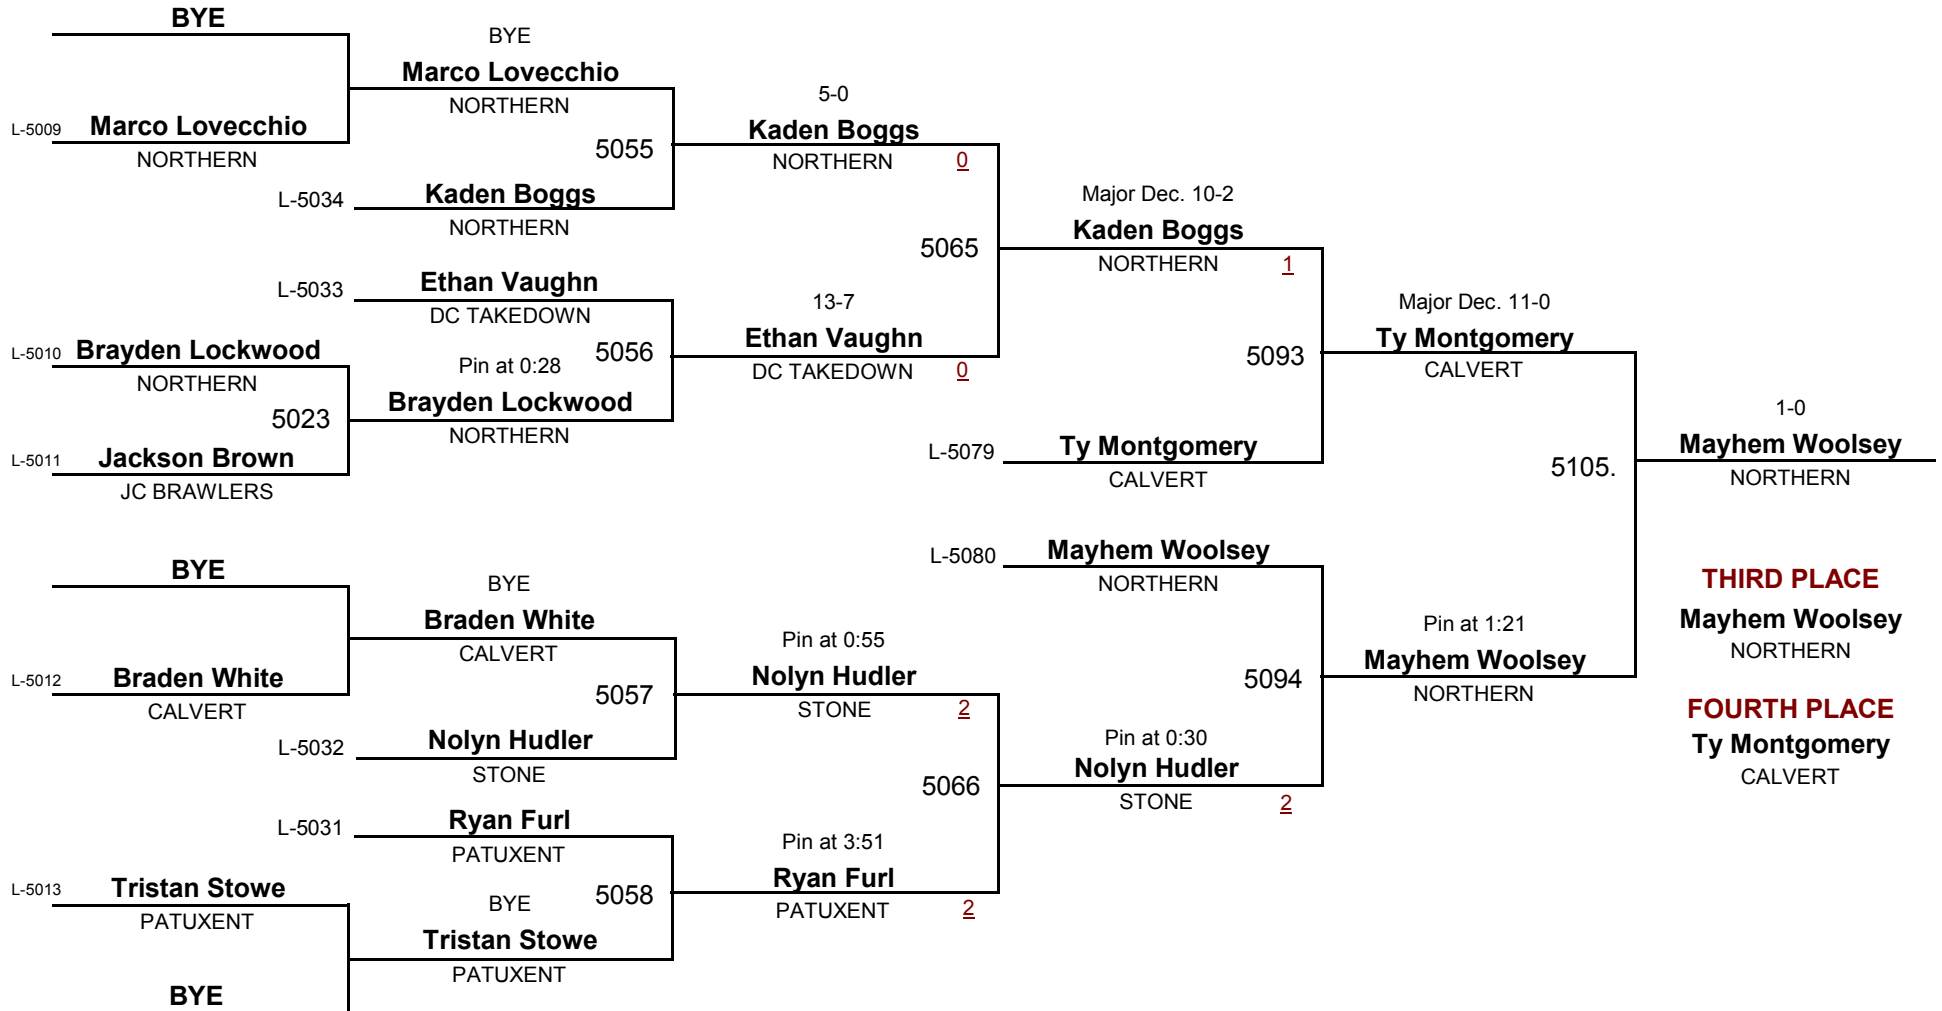 BYE
L-5009 Marco Lovecchio
NORTHERN
BYE
Marco Lovecchio
NORTHERN
5055
L-5034 Kaden Boggs
NORTHERN
5-0
Kaden Boggs
NORTHERN 0
L-5033 Ethan Vaughn
DC TAKEDOWN
5056
L-5010 Brayden Lockwood
NORTHERN
5023
L-5011 Jackson Brown
JC BRAWLERS
Pin at 0:28
Brayden Lockwood
NORTHERN
13-7
Ethan Vaughn
DC TAKEDOWN 0
5065
Major Dec. 10-2
Kaden Boggs
NORTHERN 1
5093
L-5079 Ty Montgomery
CALVERT
Major Dec. 11-0
Ty Montgomery
CALVERT
5105.
1-0
Mayhem Woolsey
NORTHERN
BYE
L-5012 Braden White
CALVERT
BYE
Braden White
CALVERT
5057
L-5032 Nolyn Hudler
STONE
Pin at 0:55
Nolyn Hudler
STONE 2
L-5031 Ryan Furl
PATUXENT
5058
L-5013 Tristan Stowe
PATUXENT
BYE
BYE
Tristan Stowe
PATUXENT
Pin at 3:51
Ryan Furl
PATUXENT 2
5066
L-5080 Mayhem Woolsey
NORTHERN
5094
Pin at 0:30
Nolyn Hudler
STONE 2
Pin at 1:21
Mayhem Woolsey
NORTHERN
THIRD PLACE
Mayhem Woolsey
NORTHERN
FOURTH PLACE
Ty Montgomery
CALVERT